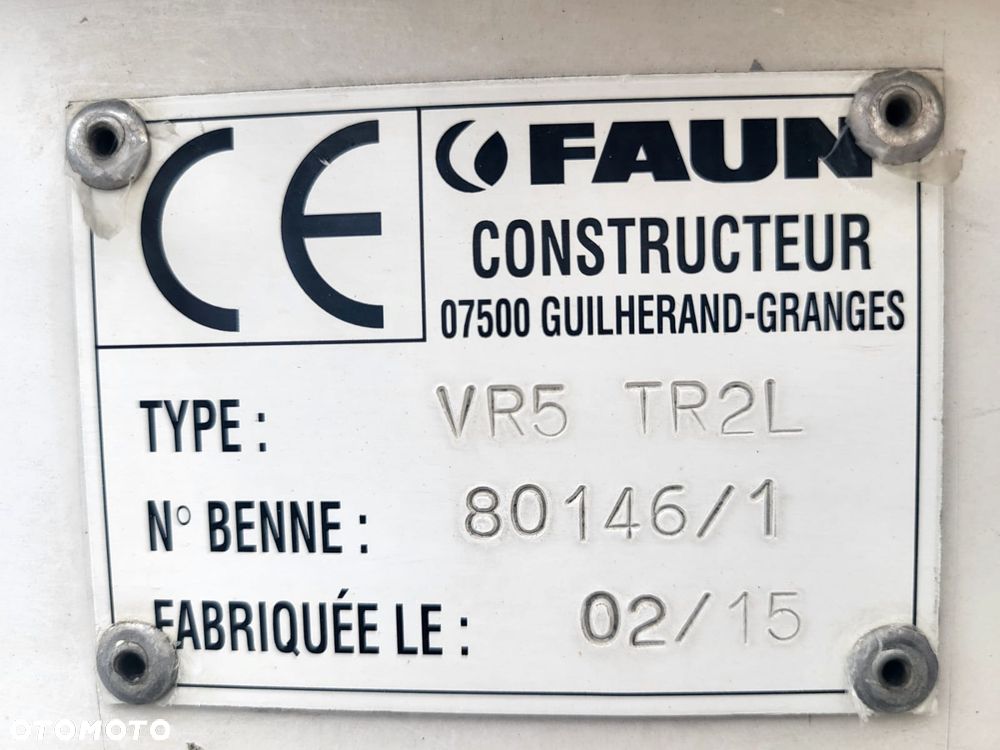 CE
FAUN
CONSTRUCTEUR
07500 GUILHERAND-GRANGES
TYPE : VR5 TR2L
N° BENNE : 80146/1
FABRIQUÉE LE : 02/15
OTOMOTO